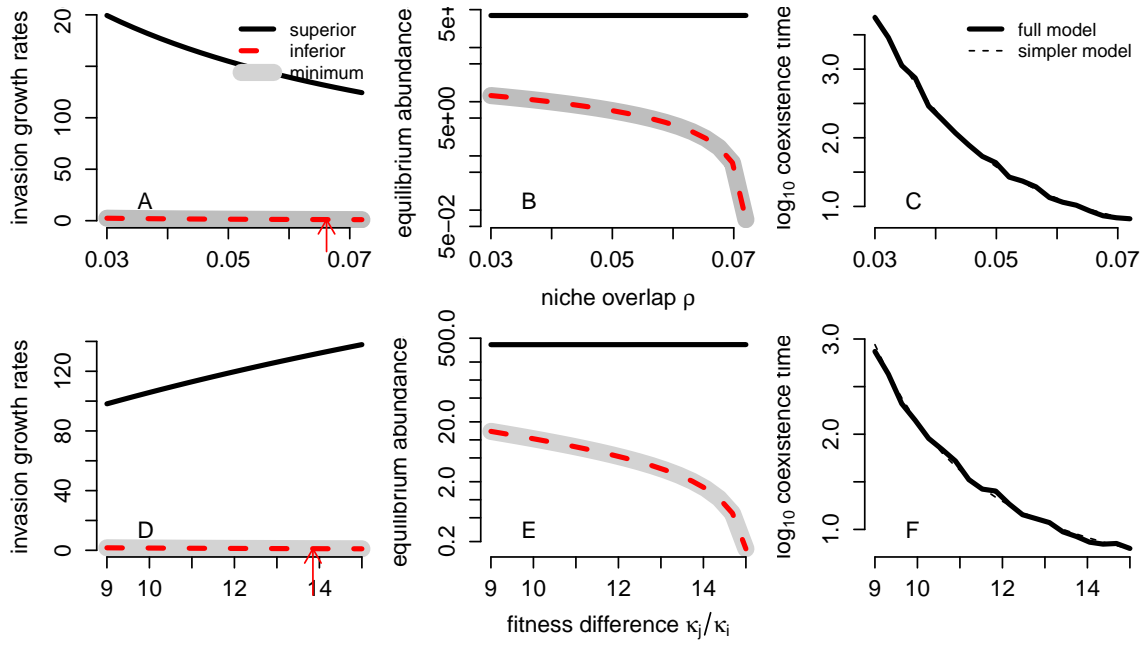 invasion growth rates
20
100
50
0
0.03
0.05
0.07
superior
inferior
minimum
A
equilibrium abundance
5e+
5e+00
5e-02
0.03
0.05
0.07
B
niche overlap ρ
log10 coexistence time
3.0
2.0
1.0
0.03
0.05
0.07
full model
simpler model
C
invasion growth rates
120
80
40
0
9
10
12
14
D
equilibrium abundance
500.0
20.0
2.0
0.2
9
10
12
14
E
fitness difference κj/κi
log10 coexistence time
3.0
2.0
1.0
9
10
12
14
F